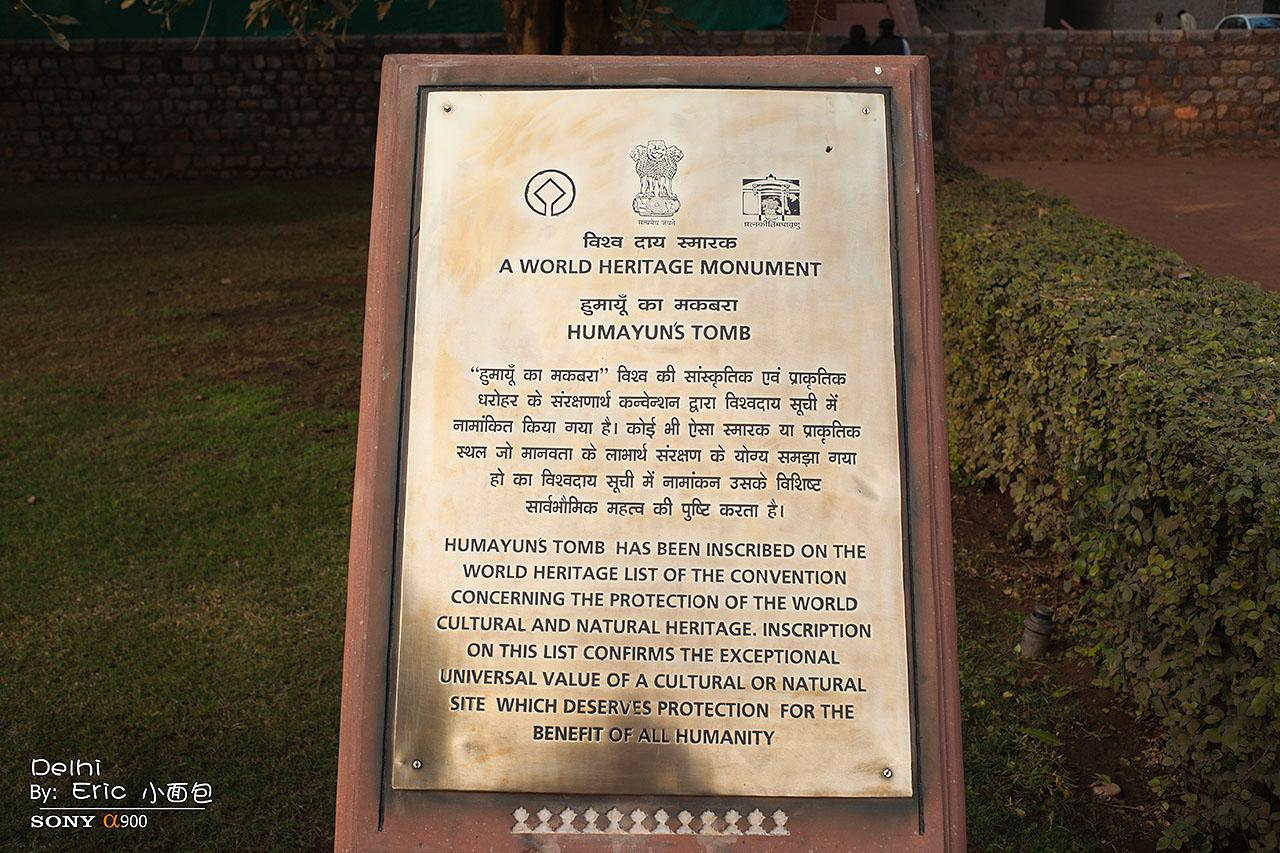 सत्यमेव जयते
प्रत्नकीर्तिमपावृणु
विश्व दाय स्मारक
A WORLD HERITAGE MONUMENT
हुमायूँ का मकबरा
HUMAYUN'S TOMB
“हुमायूँ का मकबरा” विश्व की सांस्कृतिक एवं प्राकृतिक
धरोहर के संरक्षणार्थ कन्वेन्शन द्वारा विश्वदाय सूची में
नामांकित किया गया है। कोई भी ऐसा स्मारक या प्राकृतिक
स्थल जो मानवता के लाभार्थ संरक्षण के योग्य समझा गया
हो का विश्वदाय सूची में नामांकन उसके विशिष्ट
सार्वभौमिक महत्व की पुष्टि करता है।
HUMAYUN'S TOMB HAS BEEN INSCRIBED ON THE
WORLD HERITAGE LIST OF THE CONVENTION
CONCERNING THE PROTECTION OF THE WORLD
CULTURAL AND NATURAL HERITAGE. INSCRIPTION
ON THIS LIST CONFIRMS THE EXCEPTIONAL
UNIVERSAL VALUE OF A CULTURAL OR NATURAL
SITE WHICH DESERVES PROTECTION FOR THE
BENEFIT OF ALL HUMANITY
Delhi
By: Eric 小面包
SONY α900